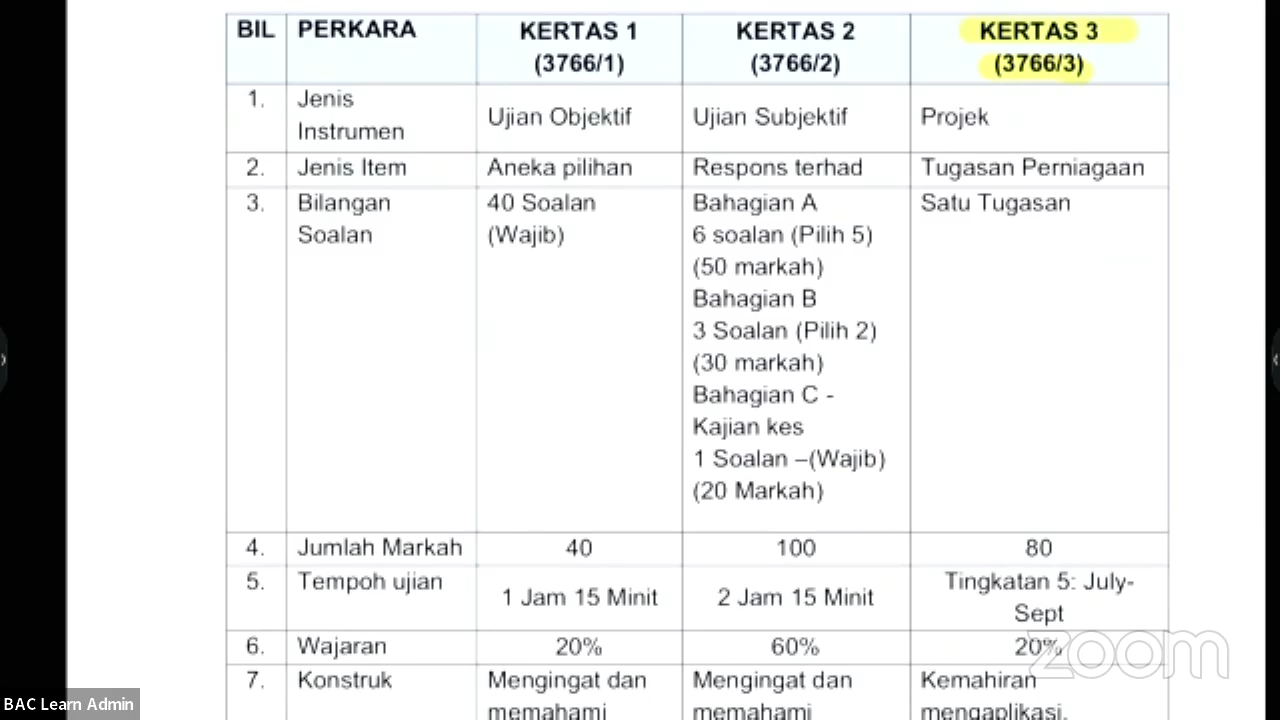 BIL PERKARA KERTAS 1 (3766/1) KERTAS 2 (3766/2) KERTAS 3 (3766/3)
1. Jenis Instrumen Ujian Objektif Ujian Subjektif Projek
2. Jenis Item Aneka pilihan Respons terhad Tugasan Perniagaan
3. Bilangan Soalan
40 Soalan
(Wajib)
Bahagian A
6 soalan (Pilih 5)
(50 markah)
Bahagian B
3 Soalan (Pilih 2)
(30 markah)
Bahagian C -
Kajian kes
1 Soalan –(Wajib)
(20 Markah)
Satu Tugasan
4. Jumlah Markah 40 100 80
5. Tempoh ujian 1 Jam 15 Minit 2 Jam 15 Minit Tingkatan 5: July-Sept
6. Wajaran 20% 60% 20%
7. Konstruk
Mengingat dan
memahami
Mengingat dan
memahami
Kemahiran
mengaplikasi,
zoom
BAC Learn Admin